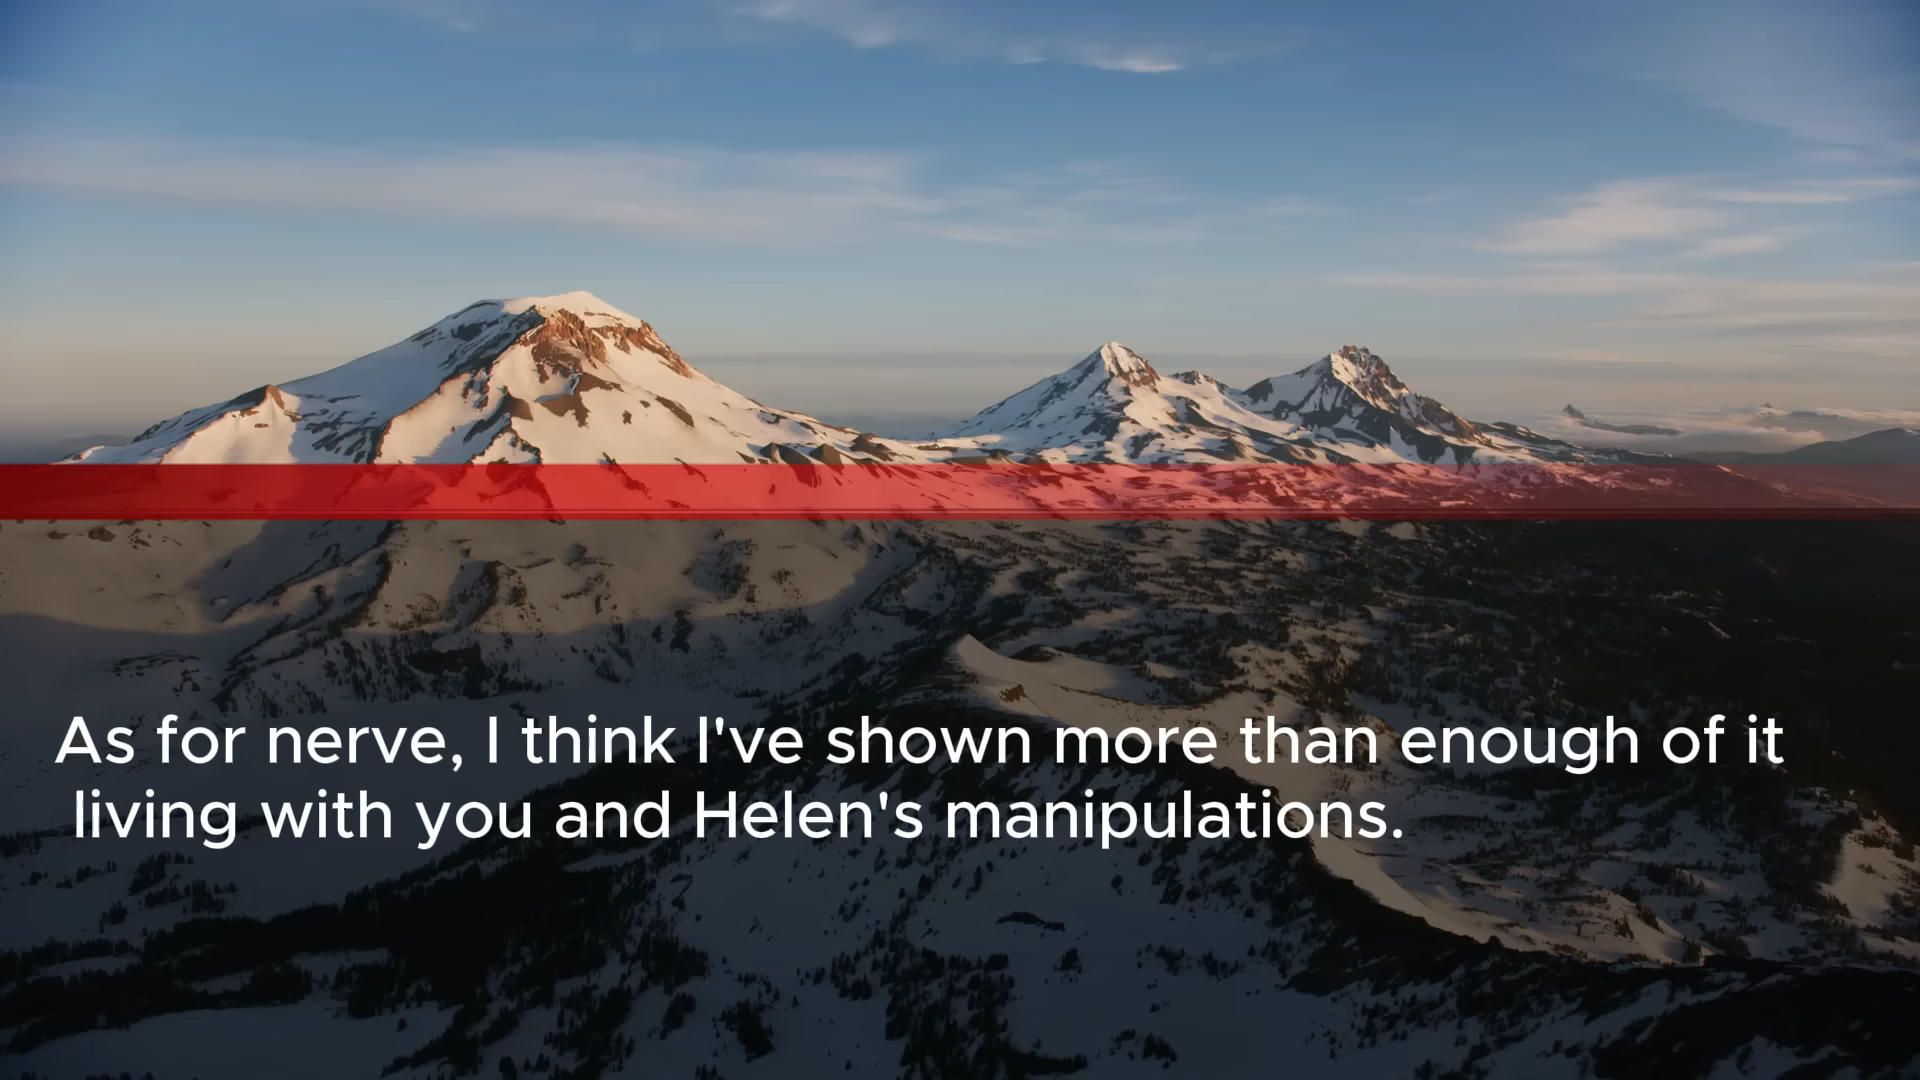 As for nerve, I think I've shown more than enough of it
living with you and Helen's manipulations.